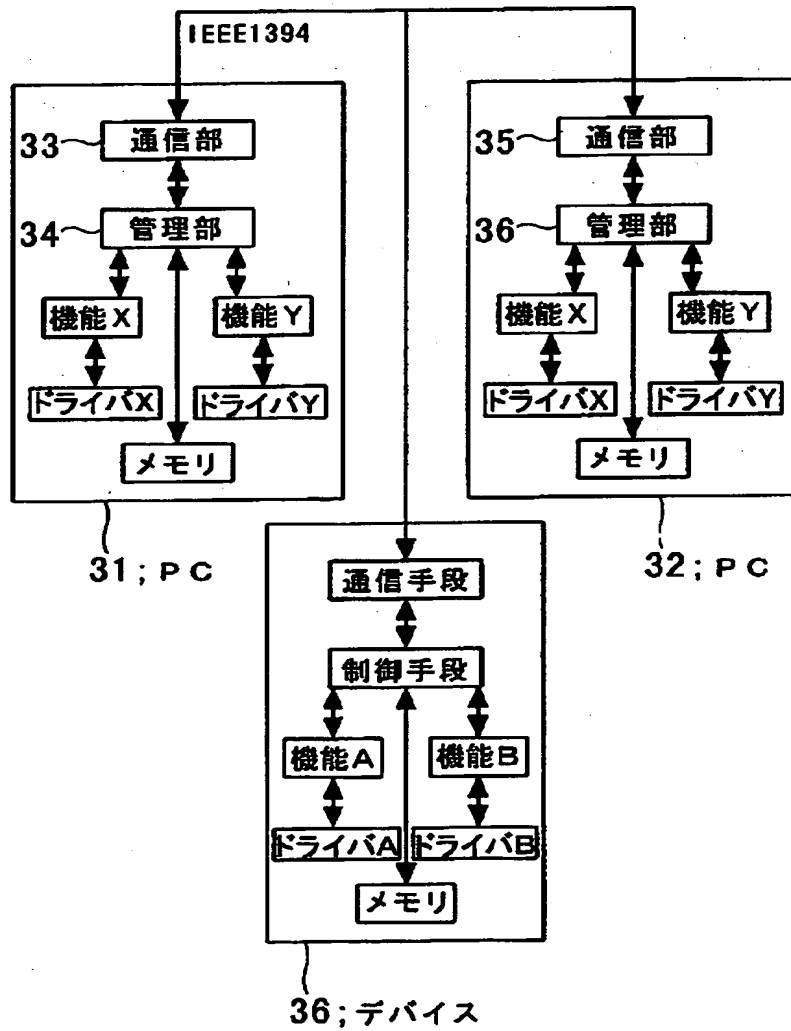 IEEE1394
33
通信部
34
管理部
機能X
機能Y
ドライバX
ドライバY
メモリ
31;PC
35
通信部
36
管理部
機能X
機能Y
ドライバX
ドライバY
メモリ
32;PC
通信手段
制御手段
機能A
機能B
ドライバA
ドライバB
メモリ
36;デバイス